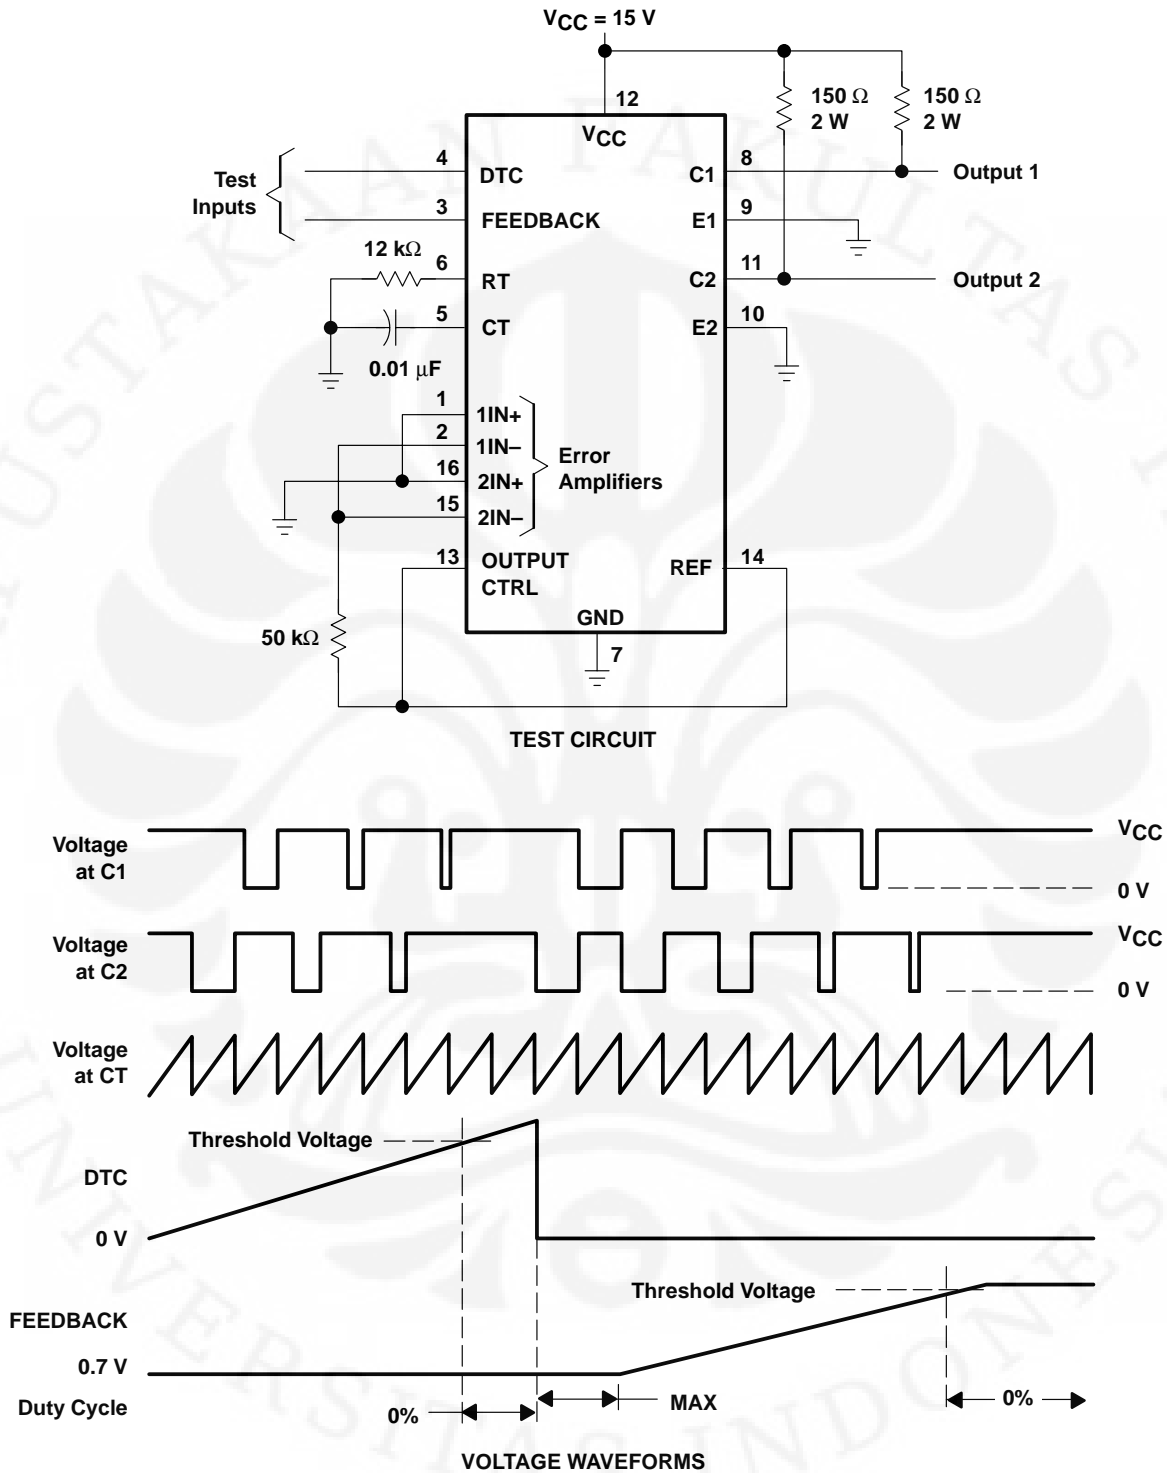 VCC = 15 V
12
150 Ω
2 W
150 Ω
2 W
VCC
Test
Inputs
4
DTC
3
FEEDBACK
12 kΩ
6
RT
5
CT
0.01 μF
C1
8
Output 1
E1
9
C2
11
Output 2
E2
10
1
1IN+
2
1IN–
16
2IN+
15
2IN–
Error
Amplifiers
13
OUTPUT
CTRL
REF
14
50 kΩ
GND
7
TEST CIRCUIT
Voltage
at C1
VCC
0 V
Voltage
at C2
VCC
0 V
Voltage
at CT
Threshold Voltage
DTC
0 V
Threshold Voltage
FEEDBACK
0.7 V
Duty Cycle
0%
MAX
0%
VOLTAGE WAVEFORMS
PERPUSTAKAAN FAKULTAS
UNIVERSITAS INDONESIA